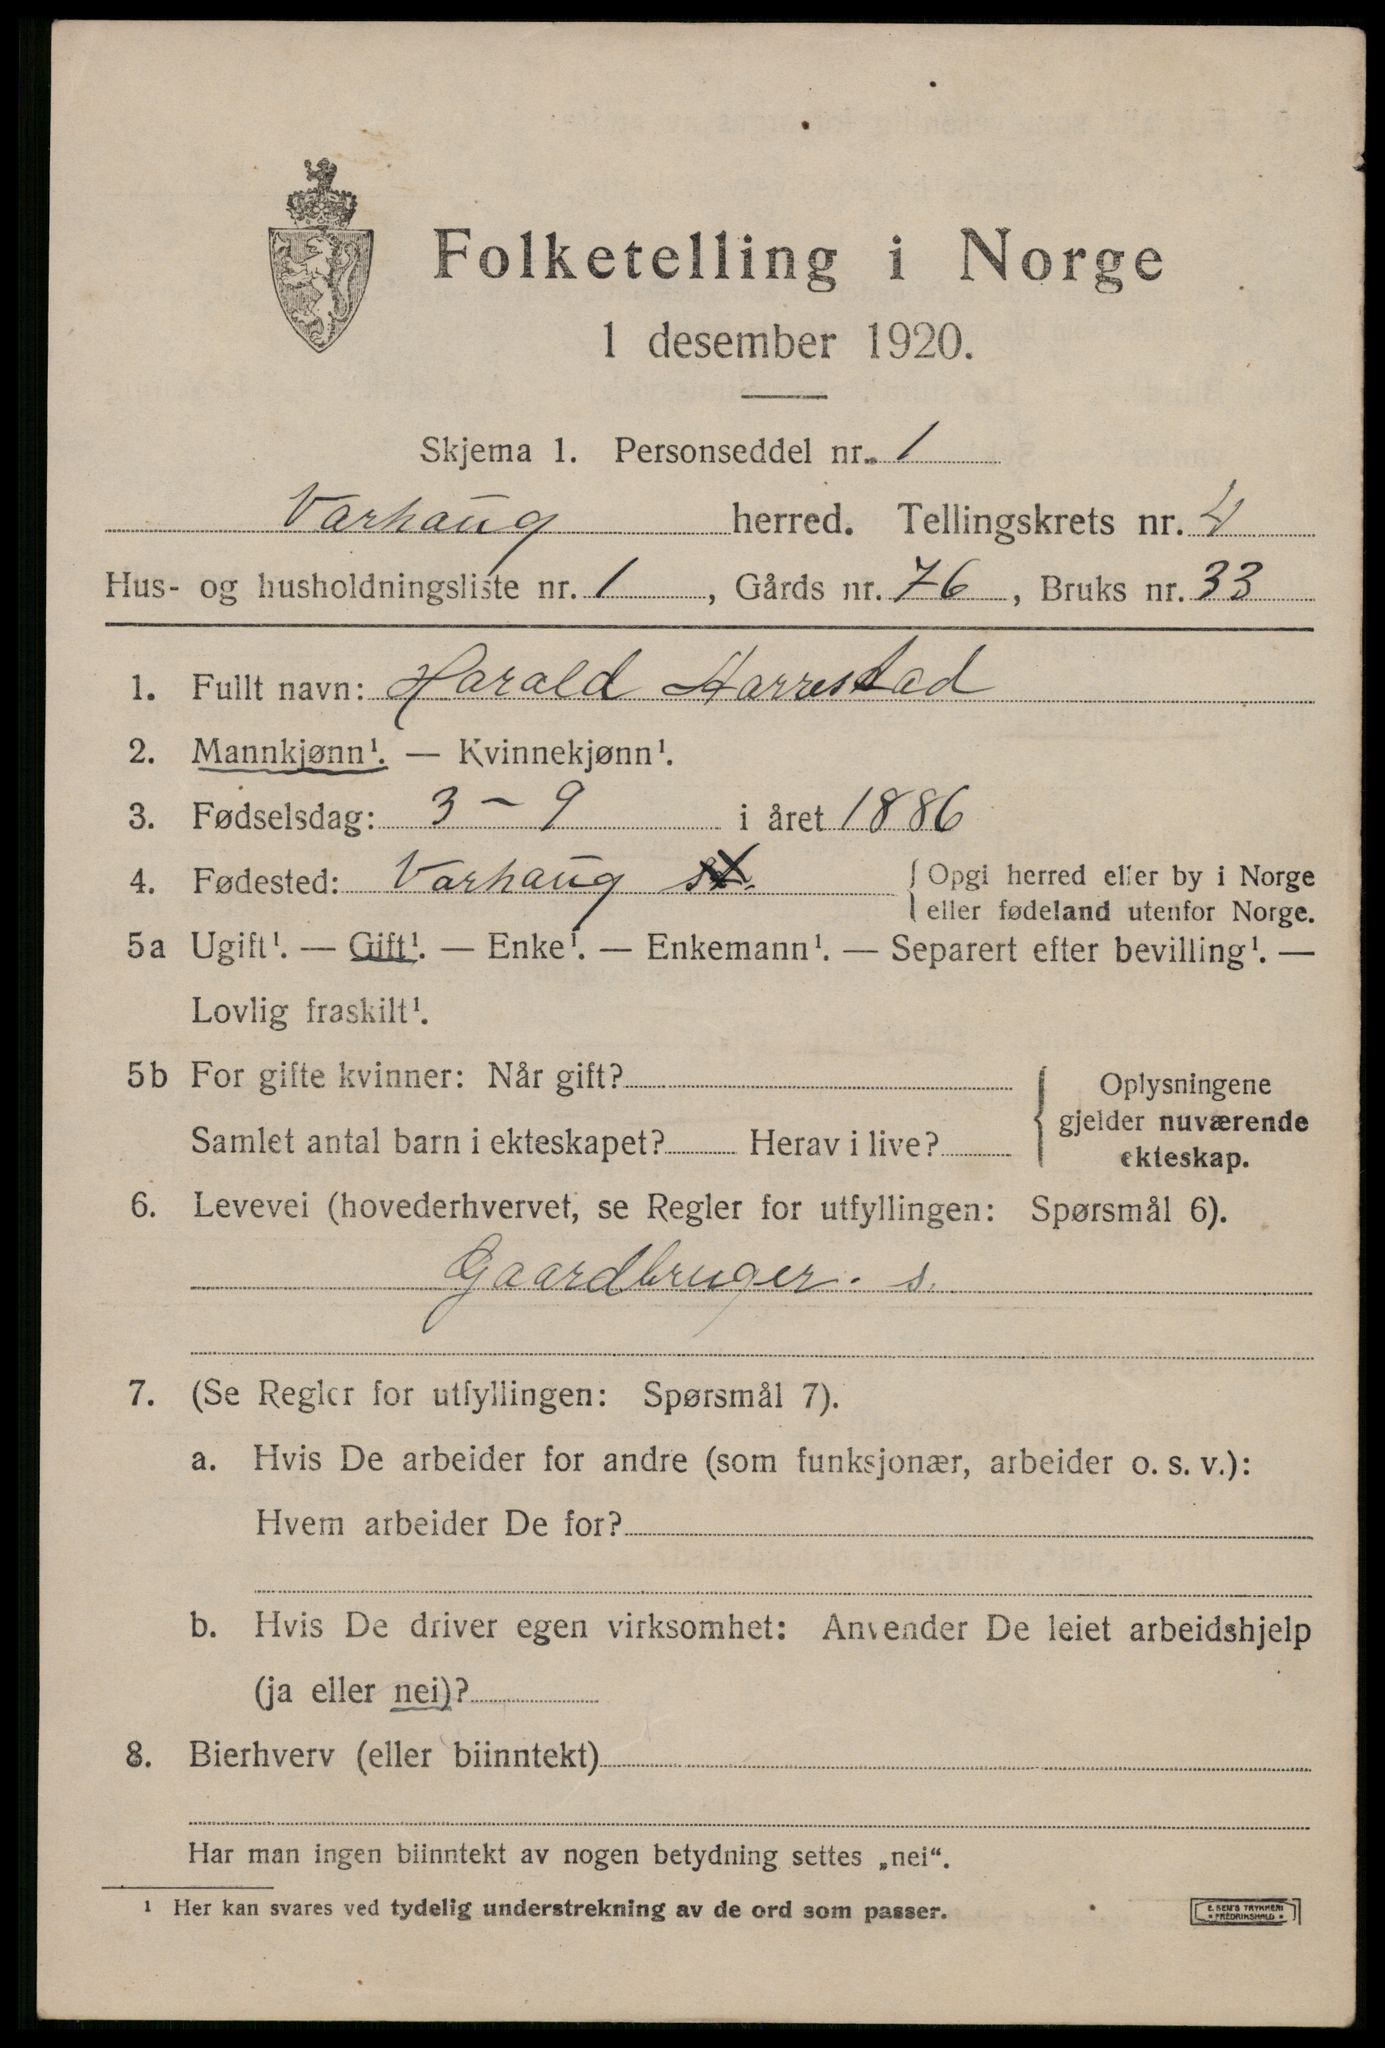 Folketelling i Norge
1 desember 1920.
Skjema 1. Personseddel nr. 1
Varhaug herred. Tellingskrets nr. 4
Hus- og husholdningsliste nr. 1, Gårds nr. 76, Bruks nr. 33
1. Fullt navn: Harald Harrestad
2. Mannkjønn¹. — Kvinnekjønn¹.
3. Fødselsdag: 3 – 9 i året 1886
4. Fødested: Varhaug { Opgi herred eller by i Norge
eller fødeland utenfor Norge.
5a Ugift¹. — Gift¹. — Enke¹. — Enkemann¹. — Separert efter bevilling¹. —
Lovlig fraskilt¹.
5b For gifte kvinner: Når gift? { Oplysningene
gjelder nuværende
Samlet antal barn i ekteskapet? Herav i live? ekteskap.
6. Levevei (hovederhvervet, se Regler for utfyllingen: Spørsmål 6).
Gaardbruger. s.
7. (Se Regler for utfyllingen: Spørsmål 7).
a. Hvis De arbeider for andre (som funksjonær, arbeider o. s. v.):
Hvem arbeider De for?
b. Hvis De driver egen virksomhet: Anvender De leiet arbeidshjelp
(ja eller nei)?
8. Bierhverv (eller biinntekt)
Har man ingen biinntekt av nogen betydning settes „nei“.
¹ Her kan svares ved tydelig understrekning av de ord som passer.
E. SEM'S TRYKKERI
• FREDRIKSHALD •